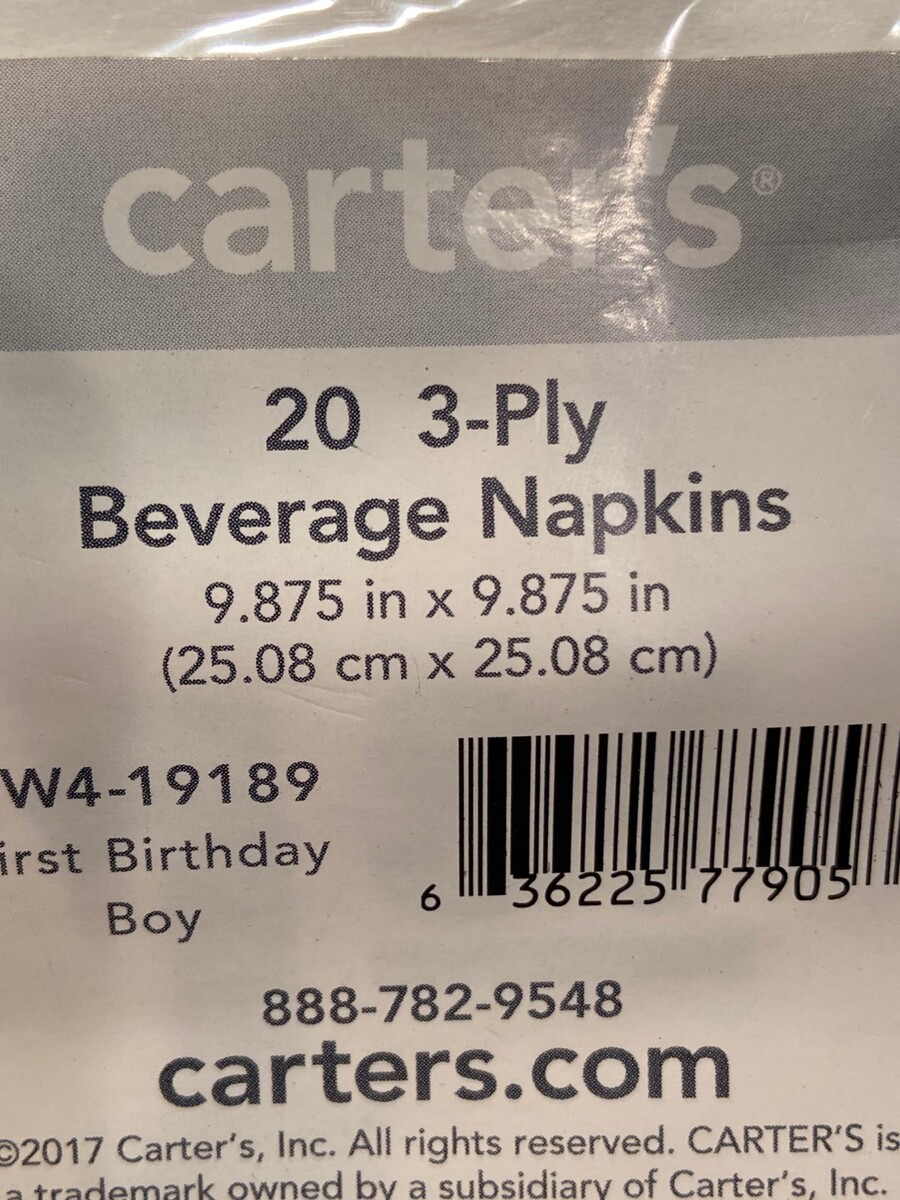 carter's®
20 3-Ply
Beverage Napkins
9.875 in x 9.875 in
(25.08 cm x 25.08 cm)
W4-19189
irst Birthday
Boy
6 36225 77905
888-782-9548
carters.com
©2017 Carter's, Inc. All rights reserved. CARTER'S is
a trademark owned by a subsidiary of Carter's, Inc.